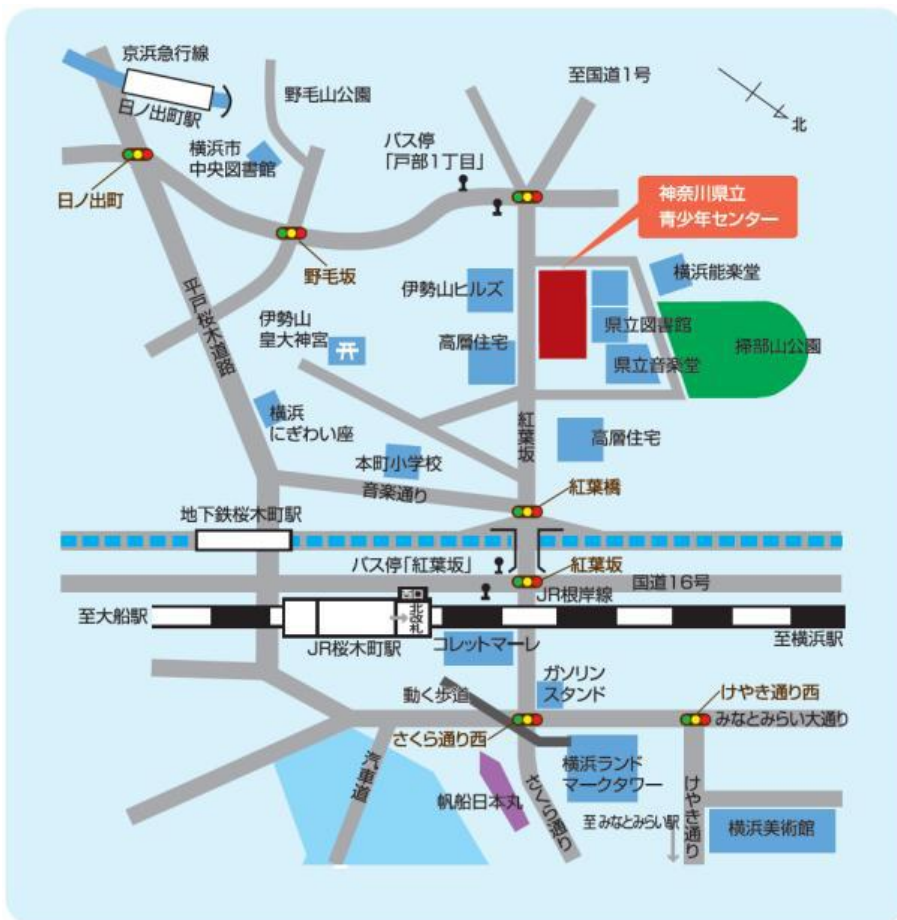 京浜急行線
日ノ出町駅
野毛山公園
至国道1号
北
横浜市
中央図書館
バス停
「戸部1丁目」
神奈川県立
青少年センター
日ノ出町
野毛坂
横浜能楽堂
伊勢山ヒルズ
平戸桜木道路
伊勢山
皇大神宮
高層住宅
県立図書館
県立音楽堂
掃部山公園
横浜
にぎわい座
紅葉坂
高層住宅
本町小学校
音楽通り
紅葉橋
地下鉄桜木町駅
バス停「紅葉坂」
紅葉坂
国道16号
西口
JR根岸線
至大船駅
北改札
至横浜駅
JR桜木町駅
コレットマーレ
ガソリン
スタンド
動く歩道
けやき通り西
みなとみらい大通り
さくら通り西
汽車道
帆船日本丸
さくら通り
横浜ランド
マークタワー
至みなとみらい駅
けやき通り
横浜美術館